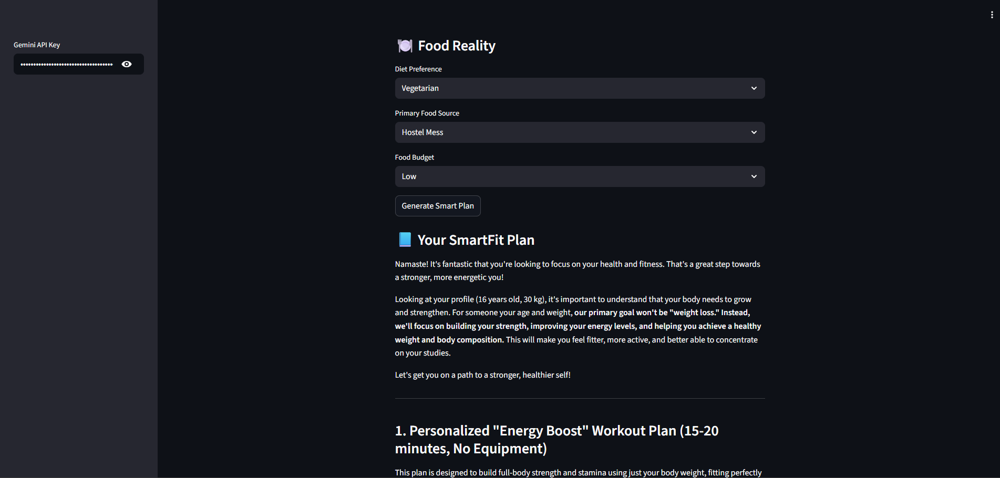 Gemini API Key
Food Reality
Diet Preference
Vegetarian
Primary Food Source
Hostel Mess
Food Budget
Low
Generate Smart Plan
Your SmartFit Plan
Namaste! It's fantastic that you're looking to focus on your health and fitness. That's a great step towards
a stronger, more energetic you!
Looking at your profile (16 years old, 30 kg), it's important to understand that your body needs to grow
and strengthen. For someone your age and weight, our primary goal won't be "weight loss." Instead,
we'll focus on building your strength, improving your energy levels, and helping you achieve a healthy
weight and body composition. This will make you feel fitter, more active, and better able to concentrate
on your studies.
Let's get you on a path to a stronger, healthier self!
1. Personalized "Energy Boost" Workout Plan (15-20
minutes, No Equipment)
This plan is designed to build full-body strength and stamina using just your body weight, fitting perfectly